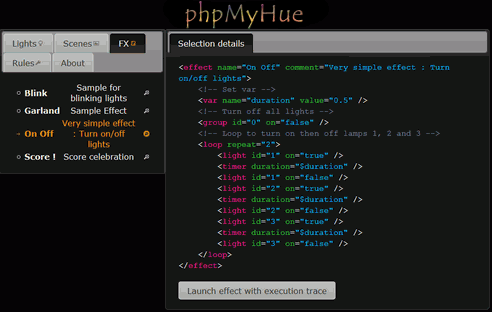 phpMyHue
Lights Scenes FX
Rules About
Blink Sample for blinking lights
Garland Sample Effect
On Off Very simple effect : Turn on/off lights
Score ! Score celebration
Selection details
<effect name="On Off" comment="Very simple effect : Turn
on/off lights">
<!-- Set var -->
<var name="duration" value="0.5" />
<!-- Turn off all lights -->
<group id="0" on="false" />
<!-- Loop to turn on then off lamps 1, 2 and 3 -->
<loop repeat="2">
<light id="1" on="true" />
<timer duration="$duration" />
<light id="1" on="false" />
<light id="2" on="true" />
<timer duration="$duration" />
<light id="2" on="false" />
<light id="3" on="true" />
<timer duration="$duration" />
<light id="3" on="false" />
</loop>
</effect>
Launch effect with execution trace